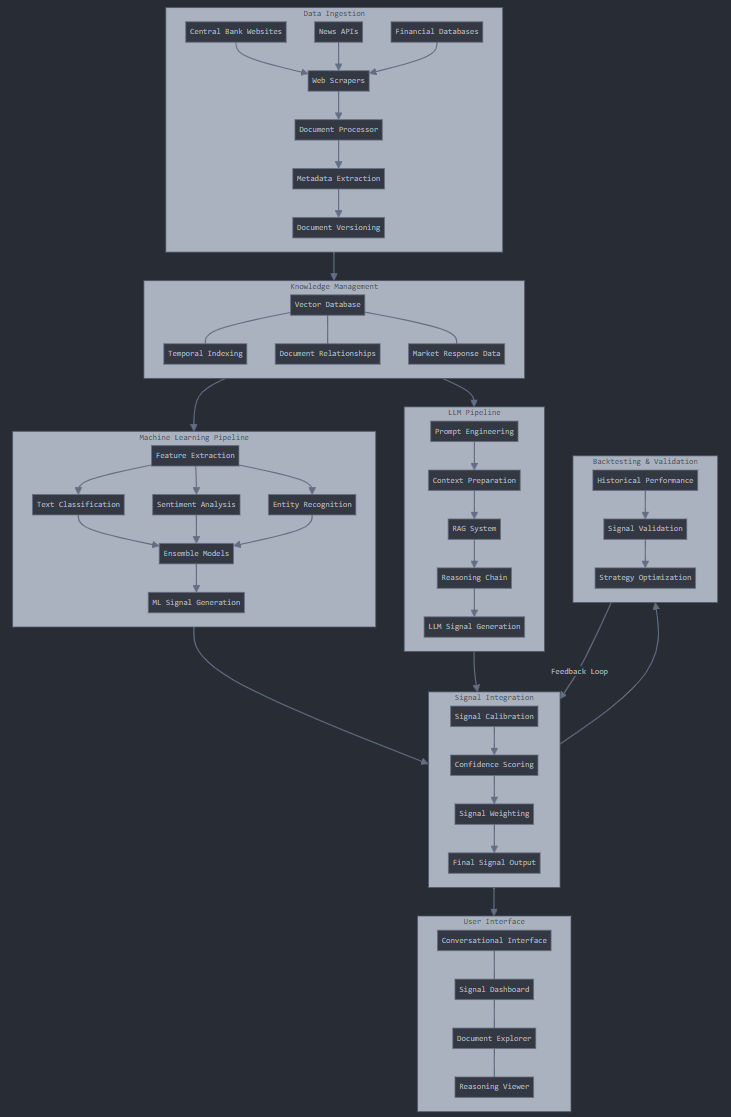 Data Ingestion
Central Bank Websites
News APIs
Financial Databases
Web Scrapers
Document Processor
Metadata Extraction
Document Versioning
Knowledge Management
Vector Database
Temporal Indexing
Document Relationships
Market Response Data
Machine Learning Pipeline
Feature Extraction
Text Classification
Sentiment Analysis
Entity Recognition
Ensemble Models
ML Signal Generation
LLM Pipeline
Prompt Engineering
Context Preparation
RAG System
Reasoning Chain
LLM Signal Generation
Backtesting & Validation
Historical Performance
Signal Validation
Strategy Optimization
Feedback Loop
Signal Integration
Signal Calibration
Confidence Scoring
Signal Weighting
Final Signal Output
User Interface
Conversational Interface
Signal Dashboard
Document Explorer
Reasoning Viewer